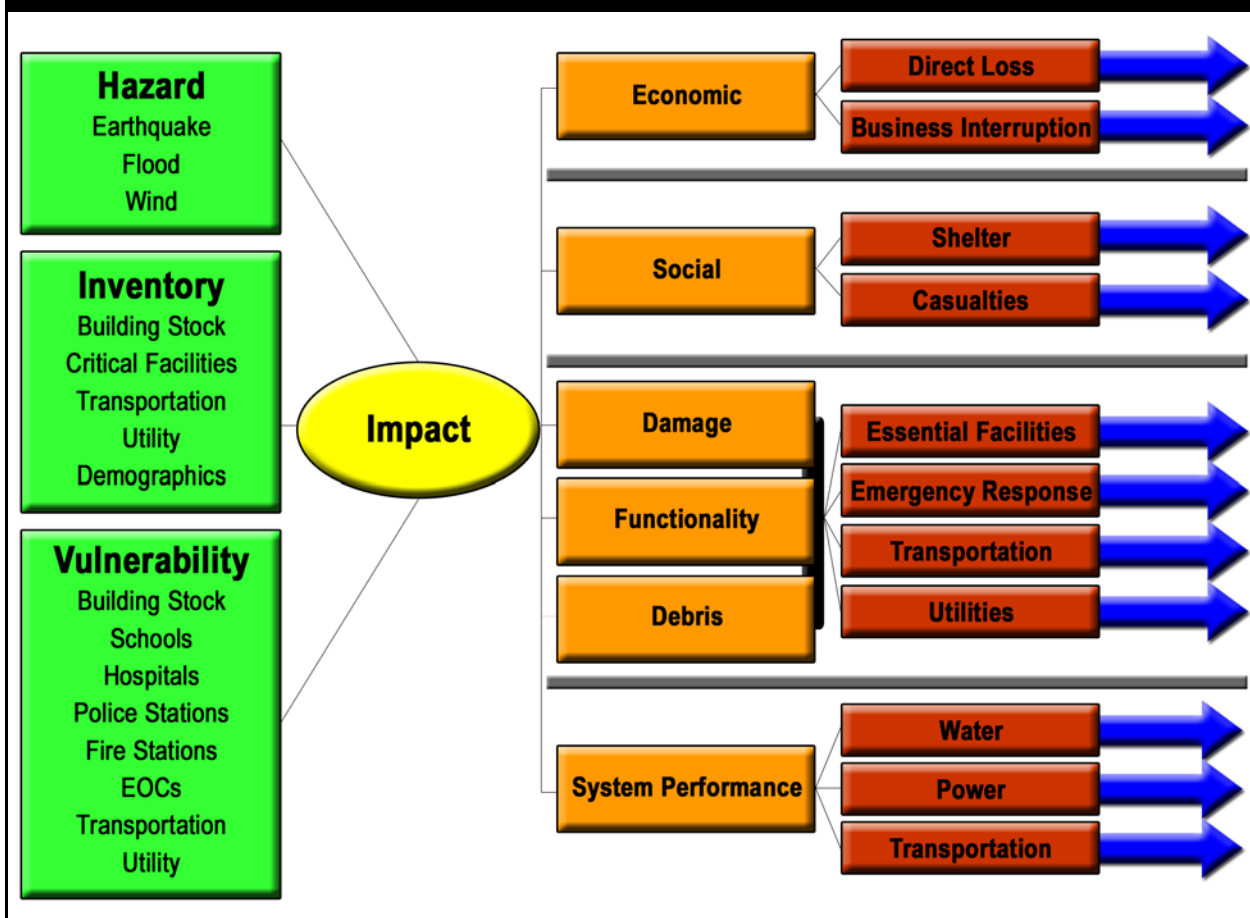 Hazard
Earthquake
Flood
Wind
Inventory
Building Stock
Critical Facilities
Transportation
Utility
Demographics
Vulnerability
Building Stock
Schools
Hospitals
Police Stations
Fire Stations
EOCs
Transportation
Utility
Impact
Economic
Direct Loss
Business Interruption
Social
Shelter
Casualties
Damage
Functionality
Debris
Essential Facilities
Emergency Response
Transportation
Utilities
System Performance
Water
Power
Transportation